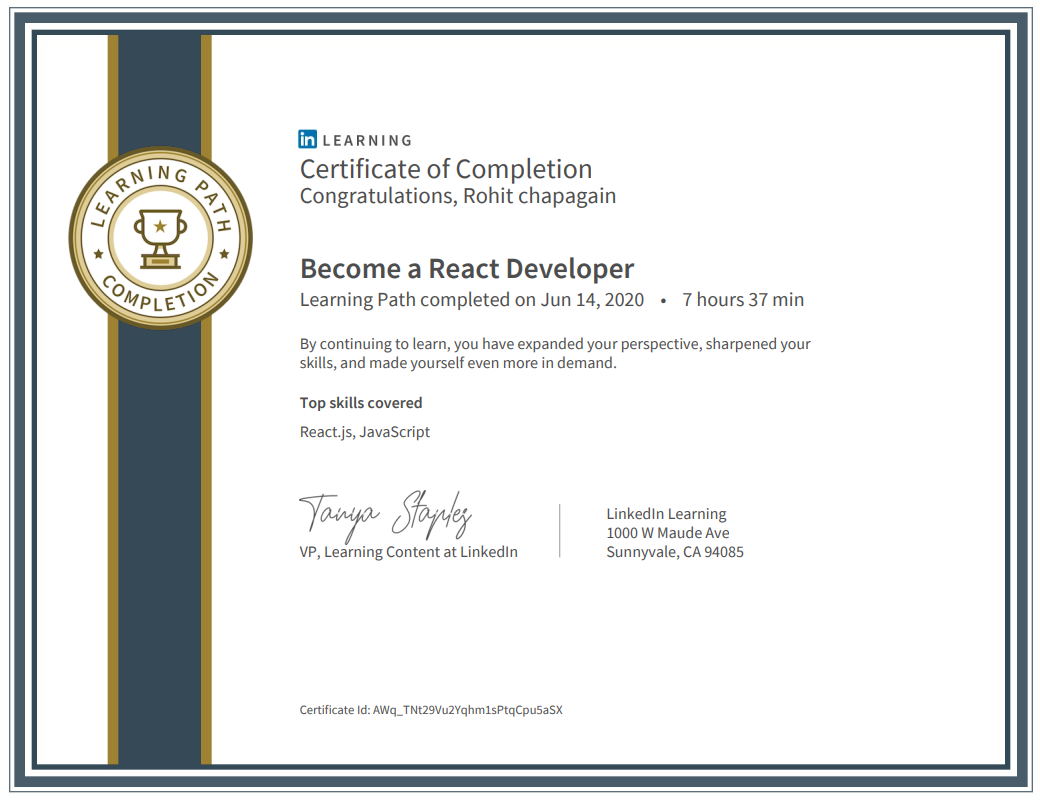 LEARNING PATH
COMPLETION
in LEARNING
Certificate of Completion
Congratulations, Rohit chapagain
Become a React Developer
Learning Path completed on Jun 14, 2020 • 7 hours 37 min
By continuing to learn, you have expanded your perspective, sharpened your
skills, and made yourself even more in demand.
Top skills covered
React.js, JavaScript
Tanya Staples
VP, Learning Content at LinkedIn
LinkedIn Learning
1000 W Maude Ave
Sunnyvale, CA 94085
Certificate Id: AWq_TNt29Vu2Yqhm1sPtqCpu5aSX